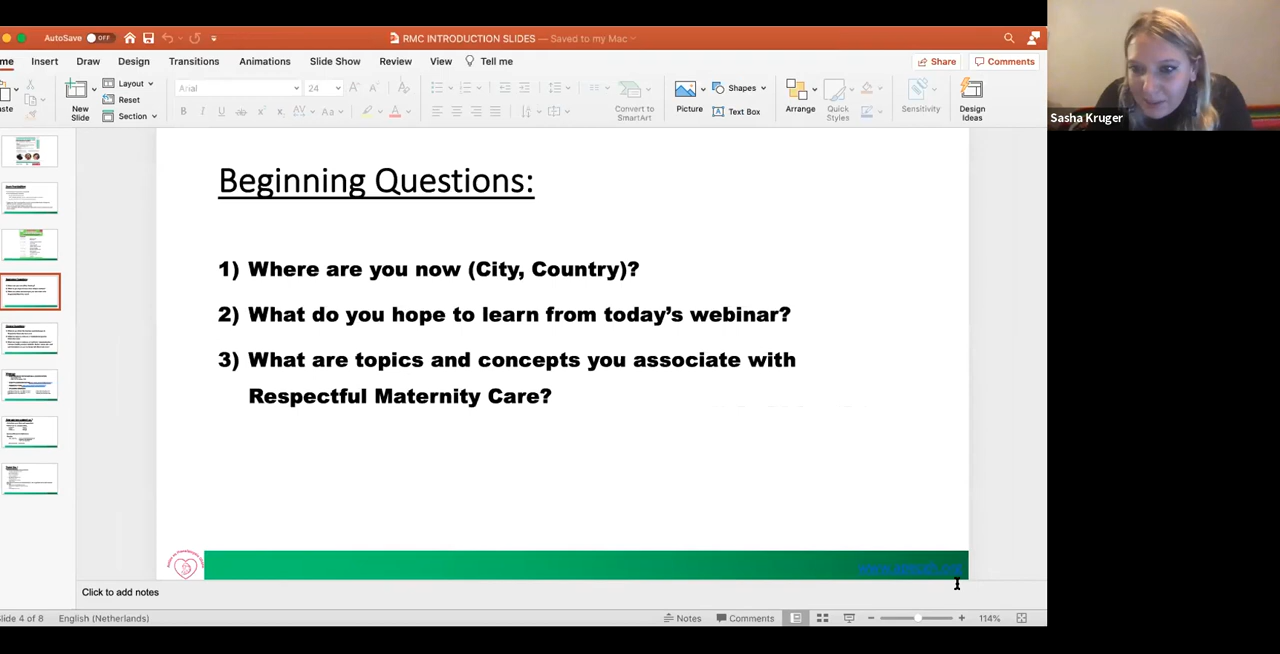 AutoSave OFF
RMC INTRODUCTION SLIDES — Saved to my Mac
Insert Draw Design Transitions Animations Slide Show Review View Tell me
Share Comments
New Slide
Layout
Reset
Section
Arial 24
Convert to SmartArt
Picture
Shapes
Text Box
Arrange
Quick Styles
Sensitivity
Design Ideas
Sasha Kruger
Beginning Questions:
1) Where are you now (City, Country)?
2) What do you hope to learn from today's webinar?
3) What are topics and concepts you associate with
Respectful Maternity Care?
Click to add notes
Slide 4 of 8 English (Netherlands) Notes Comments 114%